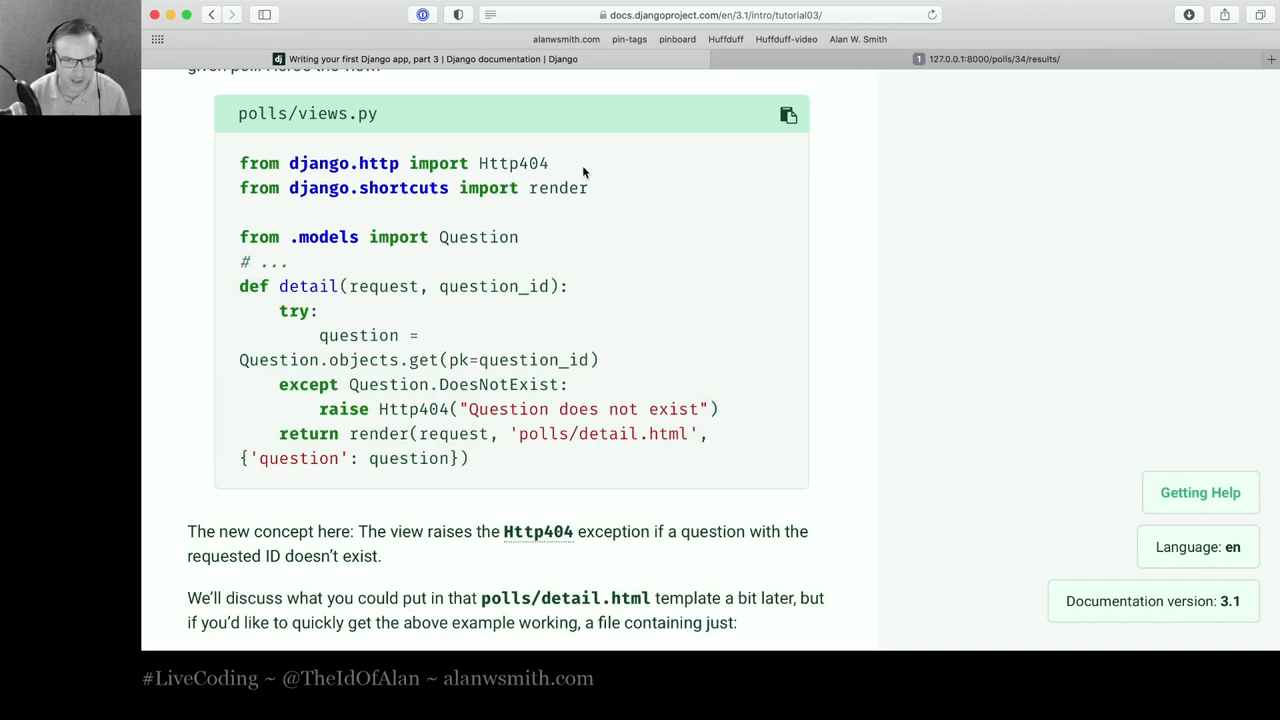 docs.djangoproject.com/en/3.1/intro/tutorial03/
alanwsmith.com pin-tags pinboard Huffduff Huffduff-video Alan W. Smith
dj Writing your first Django app, part 3 | Django documentation | Django
1 127.0.0.1:8000/polls/34/results/
polls/views.py
from django.http import Http404
from django.shortcuts import render
from .models import Question
# ...
def detail(request, question_id):
try:
question =
Question.objects.get(pk=question_id)
except Question.DoesNotExist:
raise Http404("Question does not exist")
return render(request, 'polls/detail.html',
{'question': question})
The new concept here: The view raises the Http404 exception if a question with the
requested ID doesn’t exist.
We’ll discuss what you could put in that polls/detail.html template a bit later, but
if you’d like to quickly get the above example working, a file containing just:
Getting Help
Language: en
Documentation version: 3.1
#LiveCoding ~ @TheIdOfAlan ~ alanwsmith.com